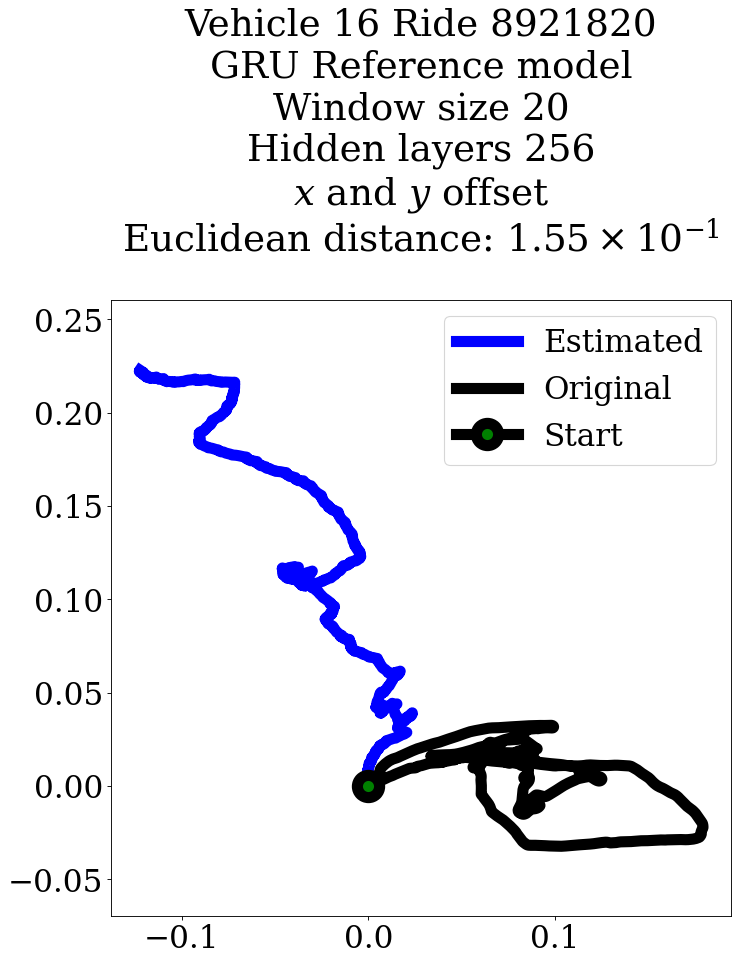 Vehicle 16 Ride 8921820
GRU Reference model
Window size 20
Hidden layers 256
x and y offset
Euclidean distance: 1.55 × 10⁻¹
Estimated
Original
Start
0.25
0.20
0.15
0.10
0.05
0.00
−0.05
−0.1 0.0 0.1